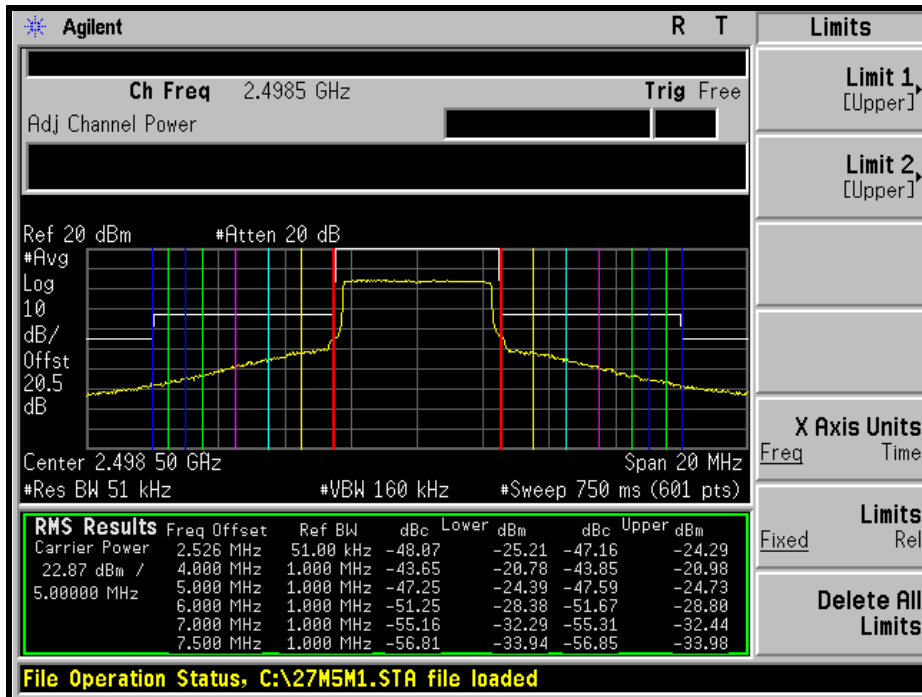 Agilent R T
Ch Freq 2.4985 GHz Trig Free
Adj Channel Power
Ref 20 dBm #Atten 20 dB
#Avg
Log
10
dB/
Offst
20.5
dB
Center 2.498 50 GHz Span 20 MHz
#Res BW 51 kHz #VBW 160 kHz #Sweep 750 ms (601 pts)
RMS Results Freq Offset Ref BW dBc Lower dBm dBc Upper dBm
Carrier Power 2.526 MHz 51.00 kHz -48.07 -25.21 -47.16 -24.29
22.87 dBm / 4.000 MHz 1.000 MHz -43.65 -20.78 -43.85 -20.98
5.00000 MHz 5.000 MHz 1.000 MHz -47.25 -24.39 -47.59 -24.73
6.000 MHz 1.000 MHz -51.25 -28.38 -51.67 -28.80
7.000 MHz 1.000 MHz -55.16 -32.29 -55.31 -32.44
7.500 MHz 1.000 MHz -56.81 -33.94 -56.85 -33.98
File Operation Status, C:\27M5M1.STA file loaded
Limits
Limit 1
[Upper]
Limit 2
[Upper]
X Axis Units
Freq Time
Limits
Fixed Rel
Delete All
Limits